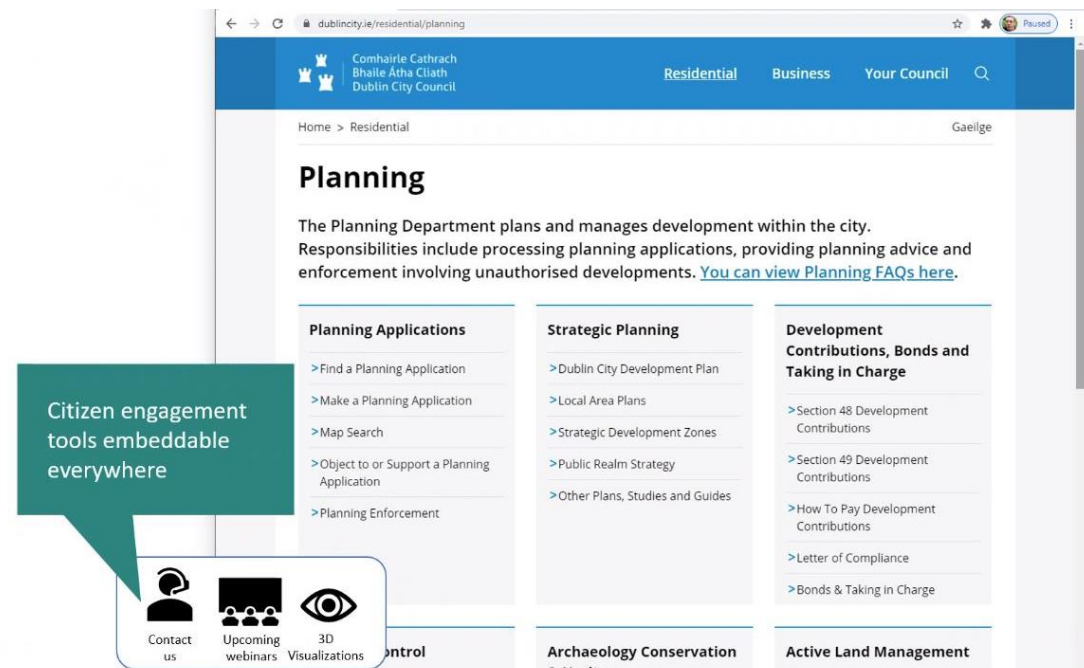 dublincity.ie/residential/planning
Paused
Comhairle Cathrach
Bhaile Átha Cliath
Dublin City Council
Residential
Business
Your Council
Home > Residential
Gaeilge
Planning
The Planning Department plans and manages development within the city.
Responsibilities include processing planning applications, providing planning advice and
enforcement involving unauthorised developments. You can view Planning FAQs here.
Planning Applications
>Find a Planning Application
>Make a Planning Application
>Map Search
>Object to or Support a Planning
Application
>Planning Enforcement
Strategic Planning
>Dublin City Development Plan
>Local Area Plans
>Strategic Development Zones
>Public Realm Strategy
>Other Plans, Studies and Guides
Development
Contributions, Bonds and
Taking in Charge
>Section 48 Development
Contributions
>Section 49 Development
Contributions
>How To Pay Development
Contributions
>Letter of Compliance
>Bonds & Taking in Charge
Citizen engagement
tools embeddable
everywhere
Contact
us
Upcoming
webinars
3D
Visualizations
Archaeology Conservation
Active Land Management